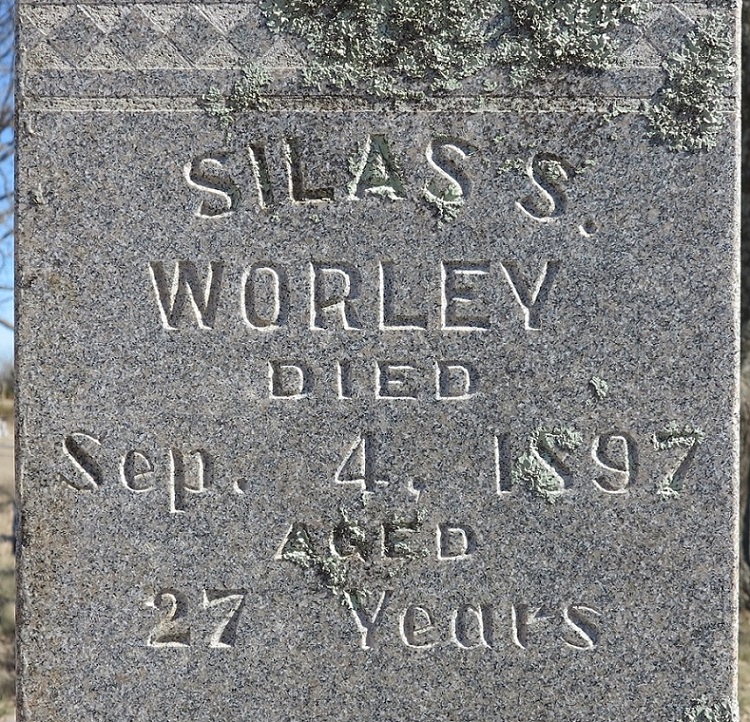 SILAS S.
WORLEY
DIED
Sep. 4, 1897
AGED
27 Years